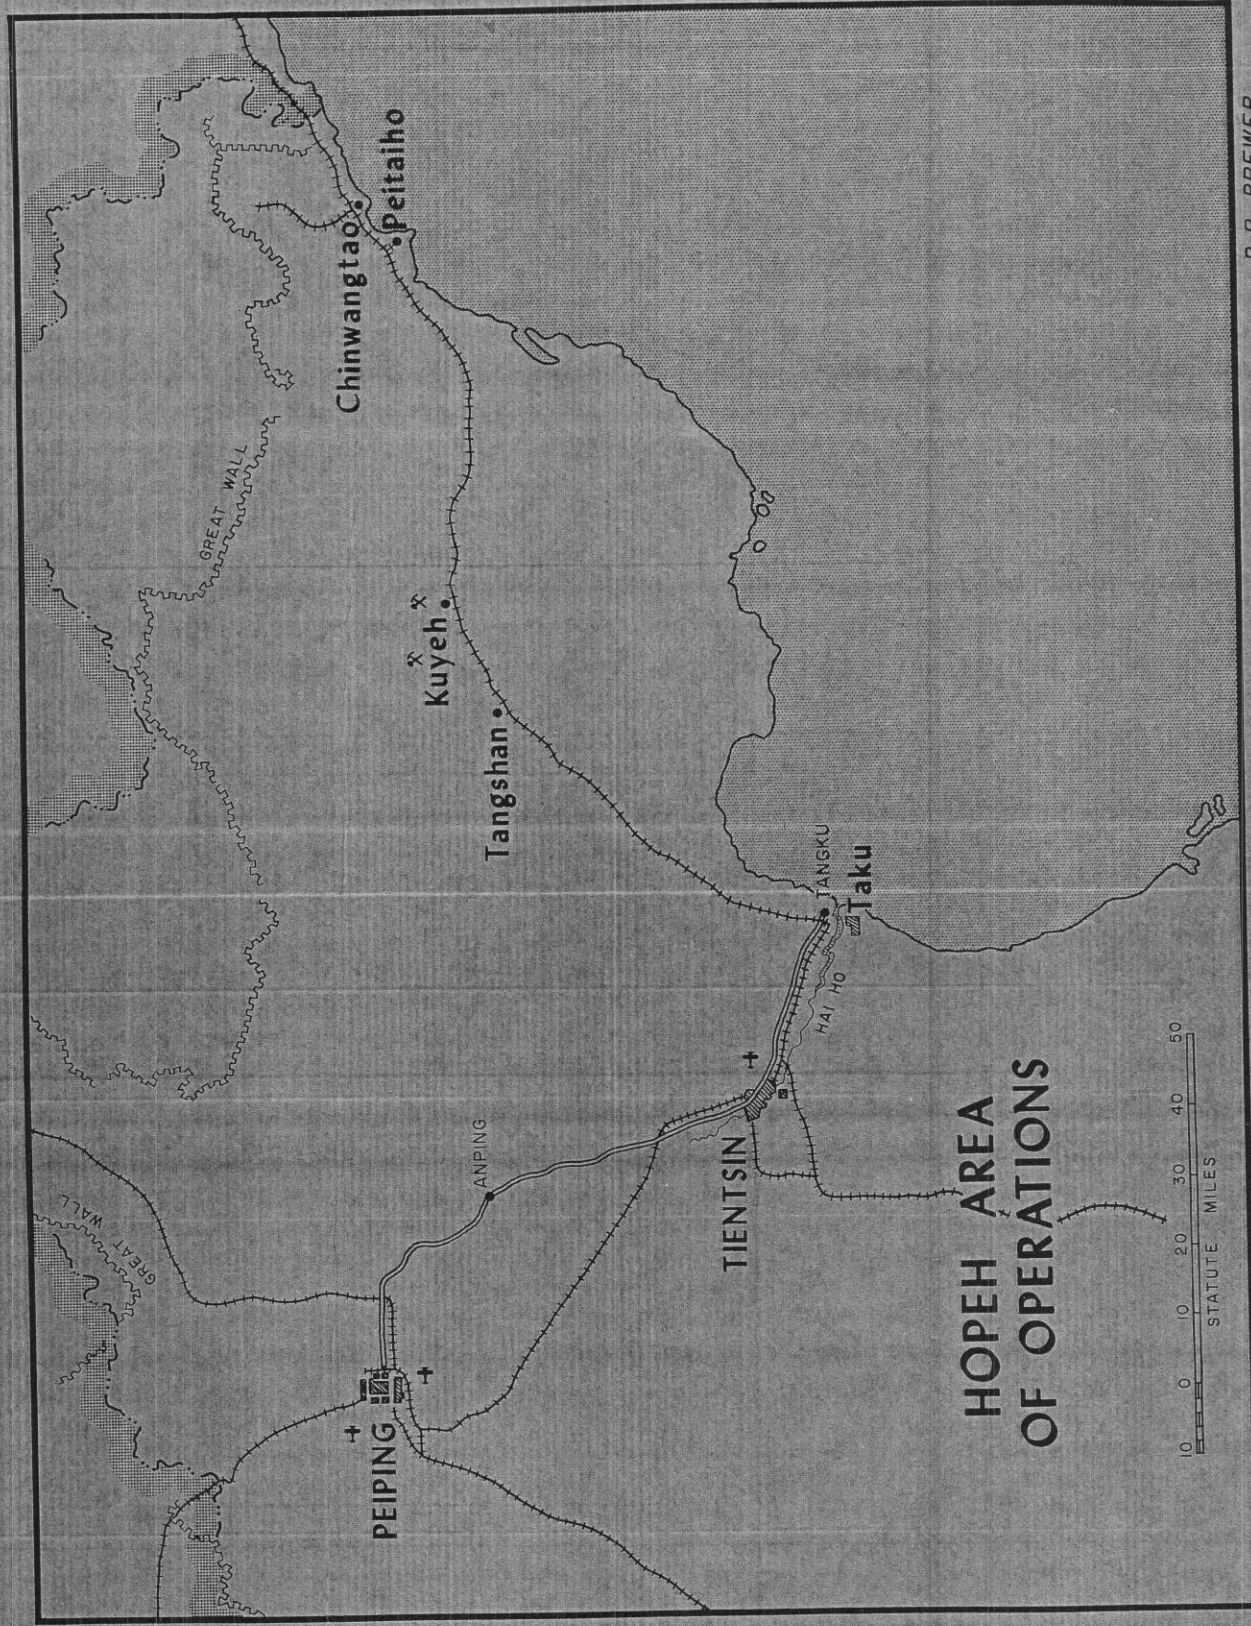 GREAT WALL
GREAT WALL
Chinwangtao
Peitaiho
Kuyeh
Tangshan
ANPING
PEIPING
TIENTSIN
TANGKU
Taku
HAI HO
HOPEH AREA
OF OPERATIONS
10 0 10 20 30 40 50
STATUTE MILES
BREWER